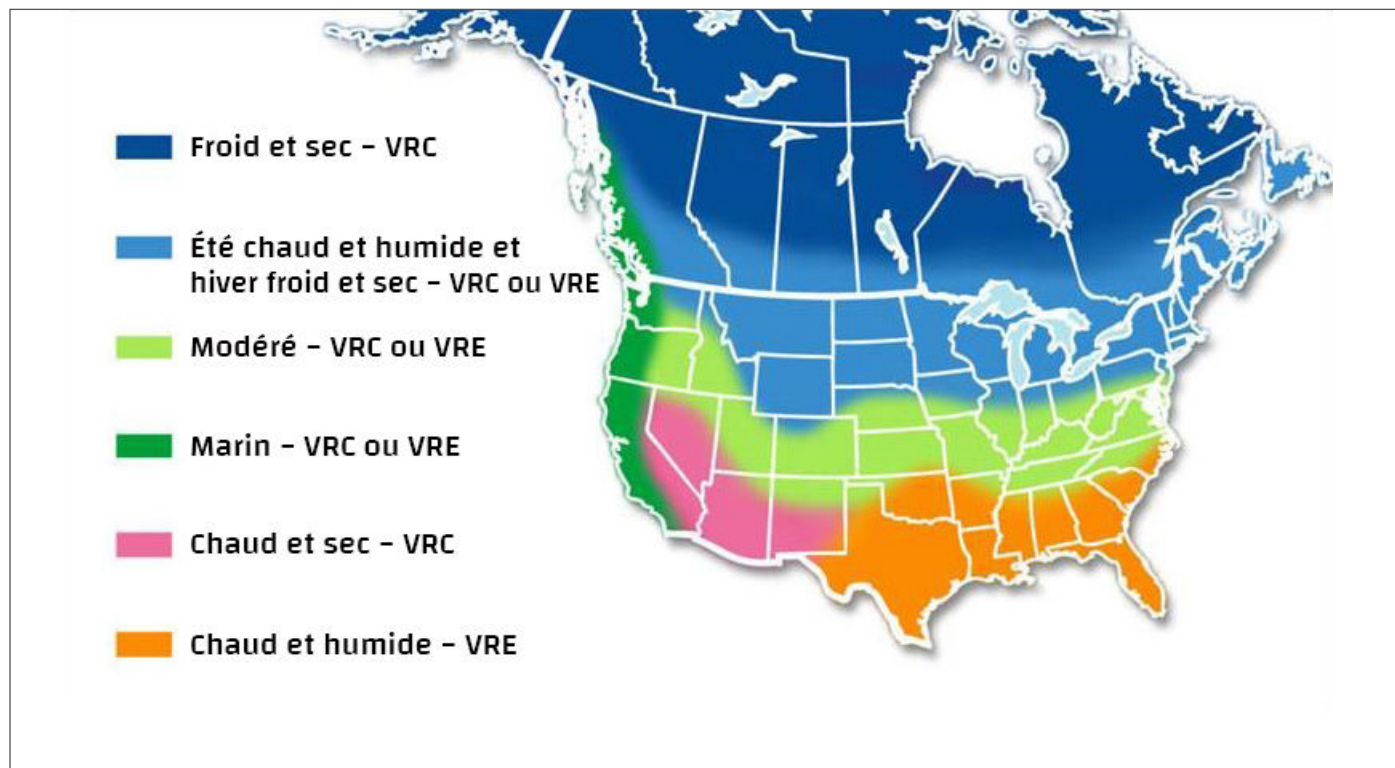 Froid et sec – VRC
Été chaud et humide et
hiver froid et sec – VRC ou VRE
Modéré – VRC ou VRE
Marin – VRC ou VRE
Chaud et sec – VRC
Chaud et humide – VRE